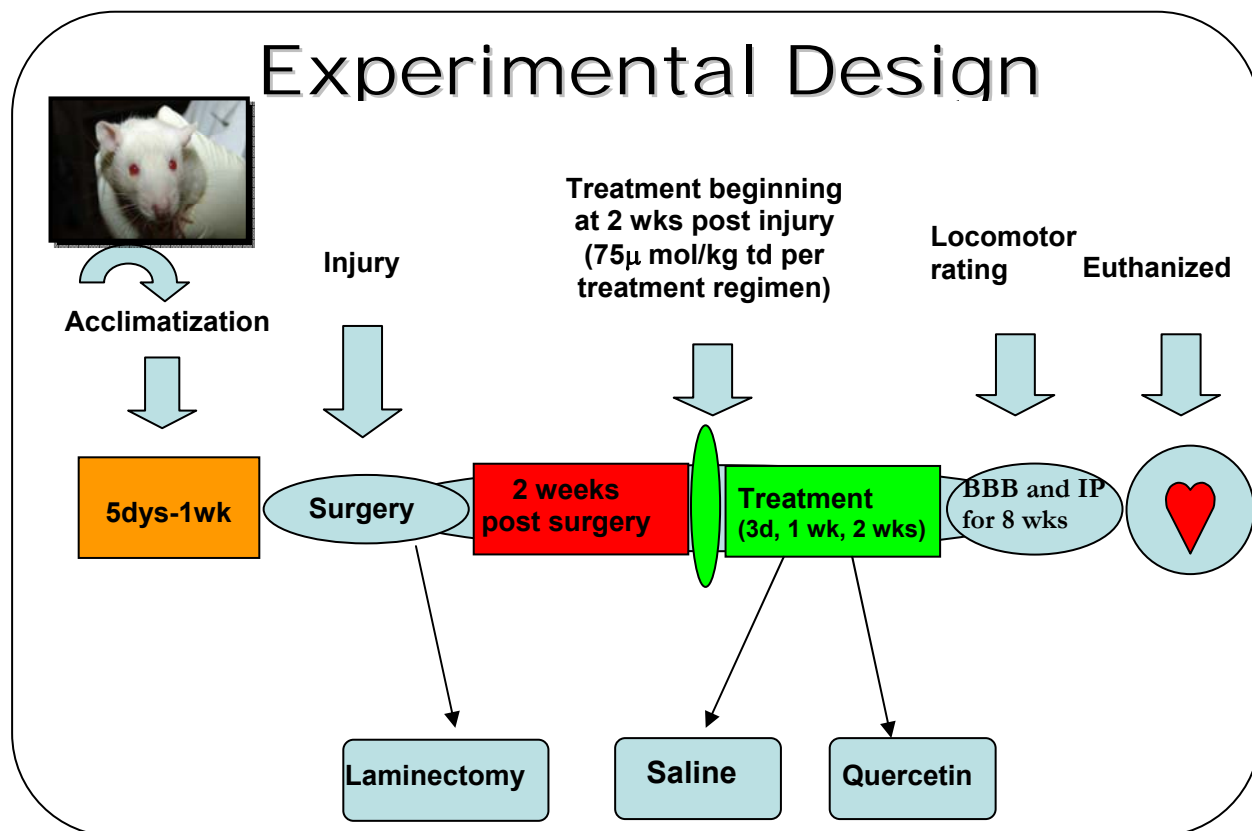 Experimental Design
Acclimatization
Injury
Treatment beginning
at 2 wks post injury
(75μ mol/kg td per
treatment regimen)
Locomotor
rating
Euthanized
5dys-1wk
Surgery
2 weeks
post surgery
Treatment
(3d, 1 wk, 2 wks)
BBB and IP
for 8 wks
Laminectomy
Saline
Quercetin